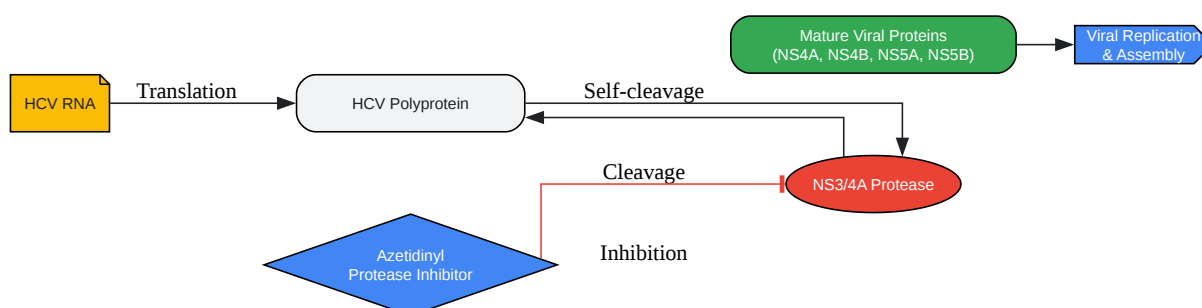 Mature Viral Proteins
(NS4A, NS4B, NS5A, NS5B)
Viral Replication
& Assembly
HCV RNA
Translation
HCV Polyprotein
Self-cleavage
Cleavage
NS3/4A Protease
Azetidinyl
Protease Inhibitor
Inhibition